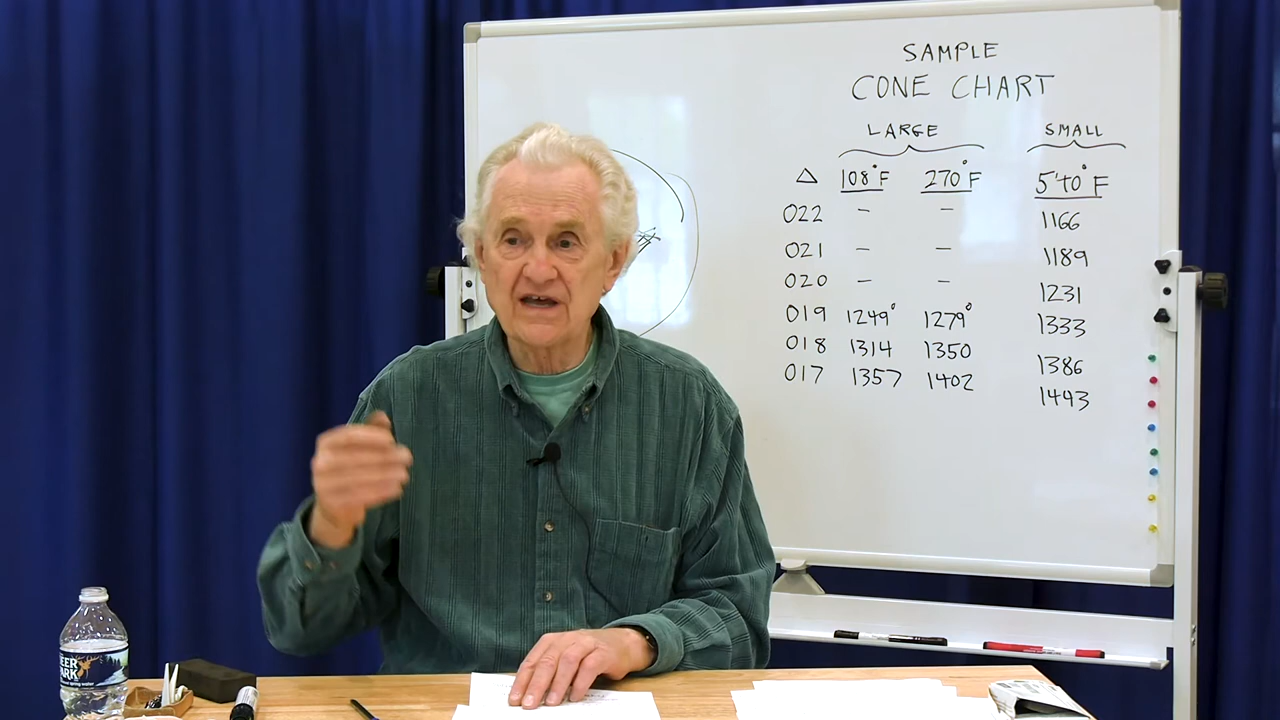 SAMPLE
CONE CHART
LARGE SMALL
△ 108°F 270°F 540°F
022 – – 1166
021 – – 1189
020 – – 1231
019 1249° 1279° 1333
018 1314 1350 1386
017 1357 1402 1443
DEER
PARK